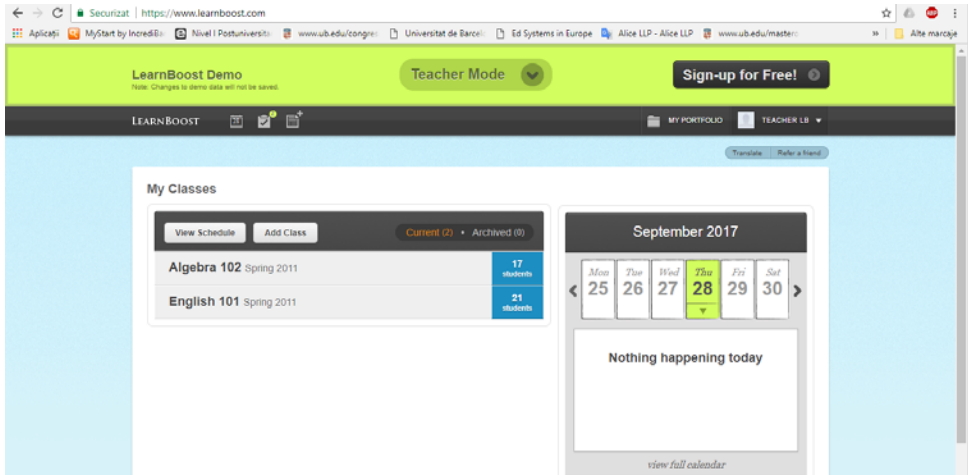 Securizat | https://www.learnboost.com
Aplicații MyStart by IncrediB Nivel I Postuniversit www.ub.edu/congre Universitat de Barcel Ed Systems in Europe Alice LLP - Alice LLP www.ub.edu/master » Alte marcaje
LearnBoost Demo
Note: Changes to demo data will not be saved.
Teacher Mode
Sign-up for Free!
LEARNBOOST
MY PORTFOLIO
TEACHER LB
Translate Refer a friend
My Classes
View Schedule Add Class Current (2) • Archived (0)
Algebra 102 Spring 2011 17 students
English 101 Spring 2011 21 students
September 2017
Mon Tue Wed Thu Fri Sat
25 26 27 28 29 30
Nothing happening today
view full calendar